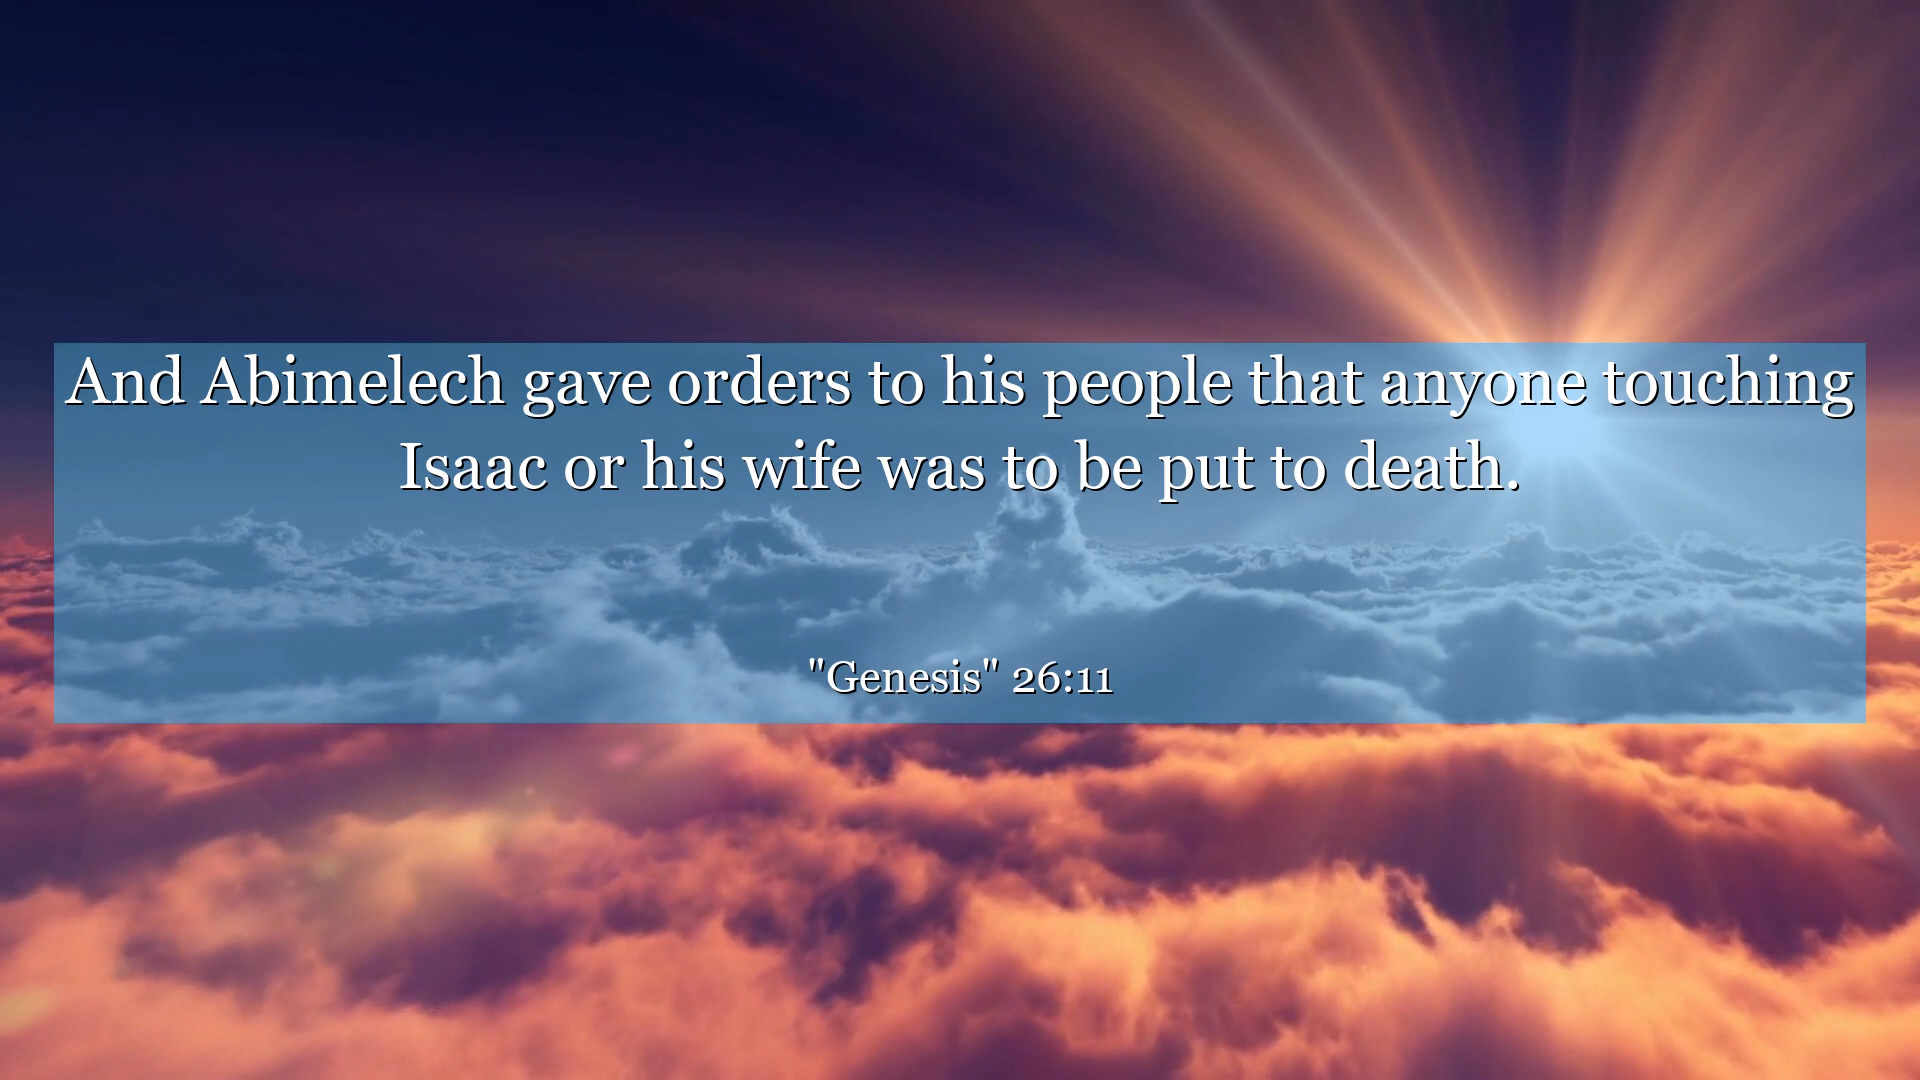 And Abimelech gave orders to his people that anyone touching
Isaac or his wife was to be put to death.
"Genesis" 26:11